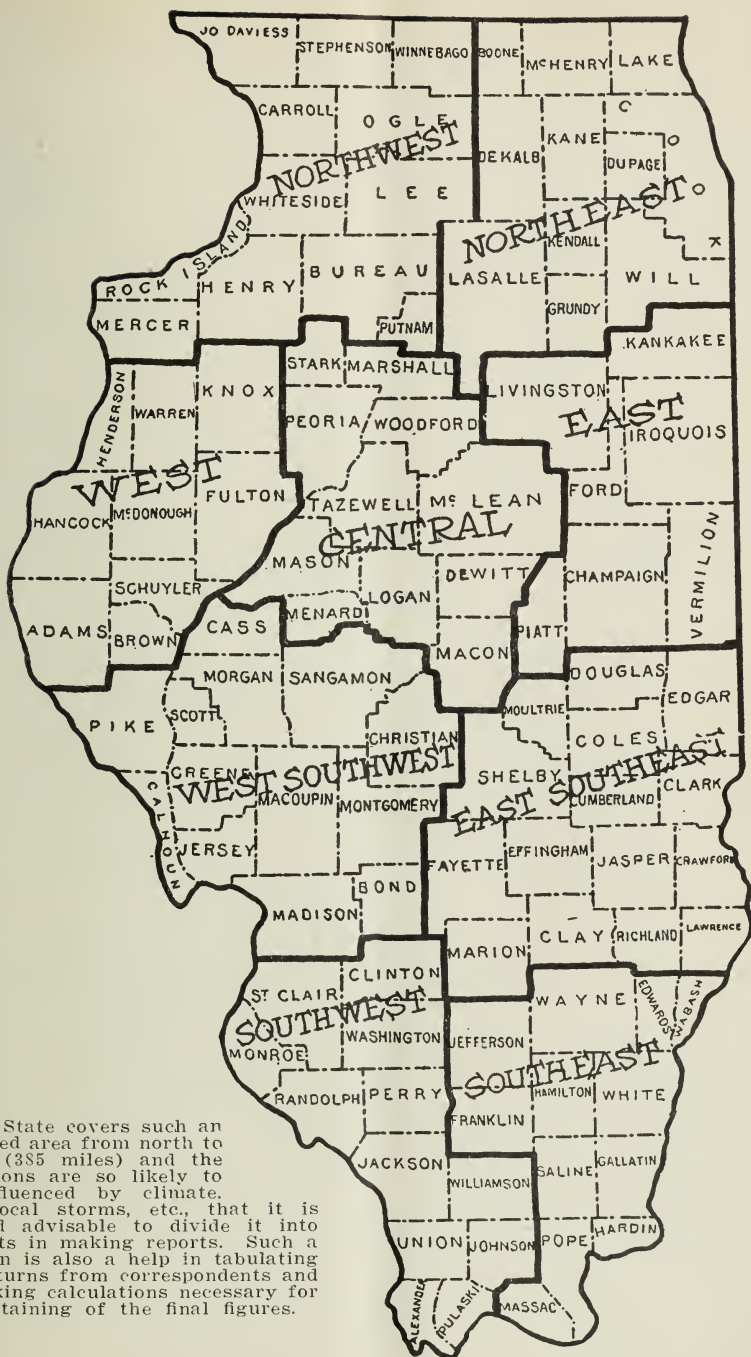 JO DAVIESS
STEPHENSON
WINNEBAGO
BOONE
McHENRY
LAKE
CARROLL
OGLE
NORTHWEST
DEKALB
KANE
COOK
DUPAGE
WHITESIDE
LEE
NORTHEAST
ROCK ISLAND
HENRY
BUREAU
LASALLE
KENDALL
WILL
MERCER
PUTNAM
GRUNDY
KANKAKEE
STARK
MARSHALL
HENDERSON
WARREN
KNOX
PEORIA
WOODFORD
LIVINGSTON
EAST
IROQUOIS
WEST
FULTON
TAZEWELL
McLEAN
FORD
HANCOCK
McDONOUGH
CENTRAL
MASON
DEWITT
CHAMPAIGN
VERMILION
SCHUYLER
LOGAN
MENARD
PIATT
ADAMS
BROWN
CASS
MACON
MORGAN
SANGAMON
DOUGLAS
EDGAR
PIKE
SCOTT
CHRISTIAN
MOULTRIE
COLES
GREENE
WEST SOUTHWEST
SHELBY
EAST SOUTHEAST
CALHOUN
MACOUPIN
MONTGOMERY
CUMBERLAND
CLARK
JERSEY
FAYETTE
EFFINGHAM
JASPER
CRAWFORD
BOND
MADISON
MARION
CLAY
RICHLAND
LAWRENCE
CLINTON
ST CLAIR
WAYNE
EDWARDS
WABASH
SOUTHWEST
WASHINGTON
JEFFERSON
SOUTHEAST
MONROE
RANDOLPH
PERRY
HAMILTON
WHITE
FRANKLIN
JACKSON
WILLIAMSON
SALINE
GALLATIN
UNION
JOHNSON
POPE
HARDIN
ALEXANDER
PULASKI
MASSAC
State covers such an
ed area from north to
(385 miles) and the
ons are so likely to
fluenced by climate.
ocal storms, etc., that it is
d advisable to divide it into
ts in making reports. Such a
n is also a help in tabulating
turns from correspondents and
king calculations necessary for
taining of the final figures.